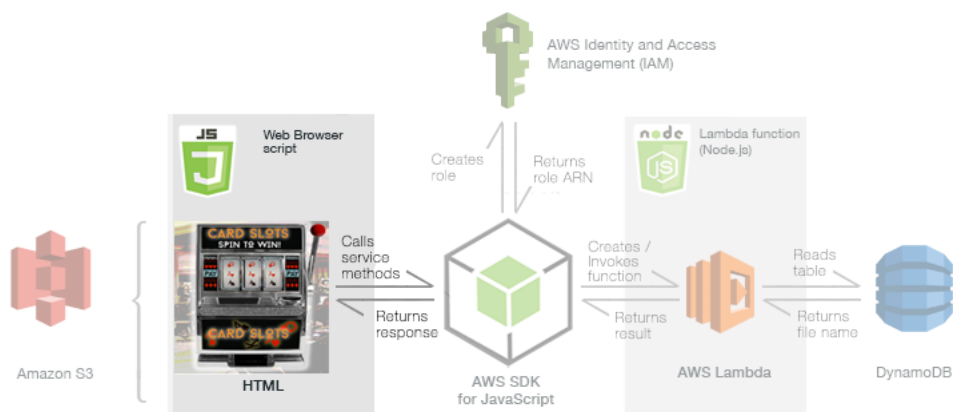 AWS Identity and Access
Management (IAM)
JS
Web Browser
script
node
JS
Lambda function
(Node.js)
Creates
role
Returns
role ARN
CARD SLOTS
SPIN TO WIN!
Calls
service
methods
Creates /
Invokes
function
Reads
table
Returns
response
Returns
result
Returns
file name
CARD SLOTS
Amazon S3
HTML
AWS SDK
for JavaScript
AWS Lambda
DynamoDB